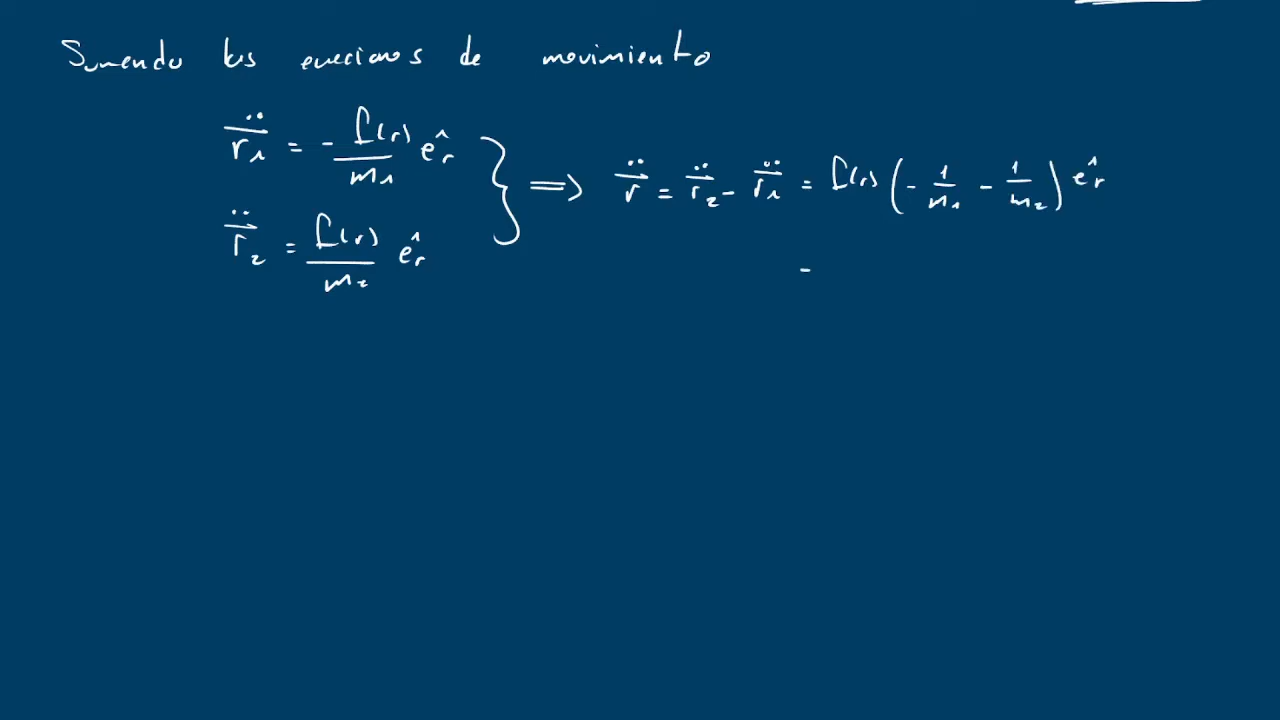 Sumando las ecuaciones de movimiento
r̈₁ = - f(r)/m₁ ê_r
r̈₂ = f(r)/m₂ ê_r } ⟹ r̈ = r̈₂ - r̈₁ = f(r) ( - 1/m₁ - 1/m₂ ) ê_r
-